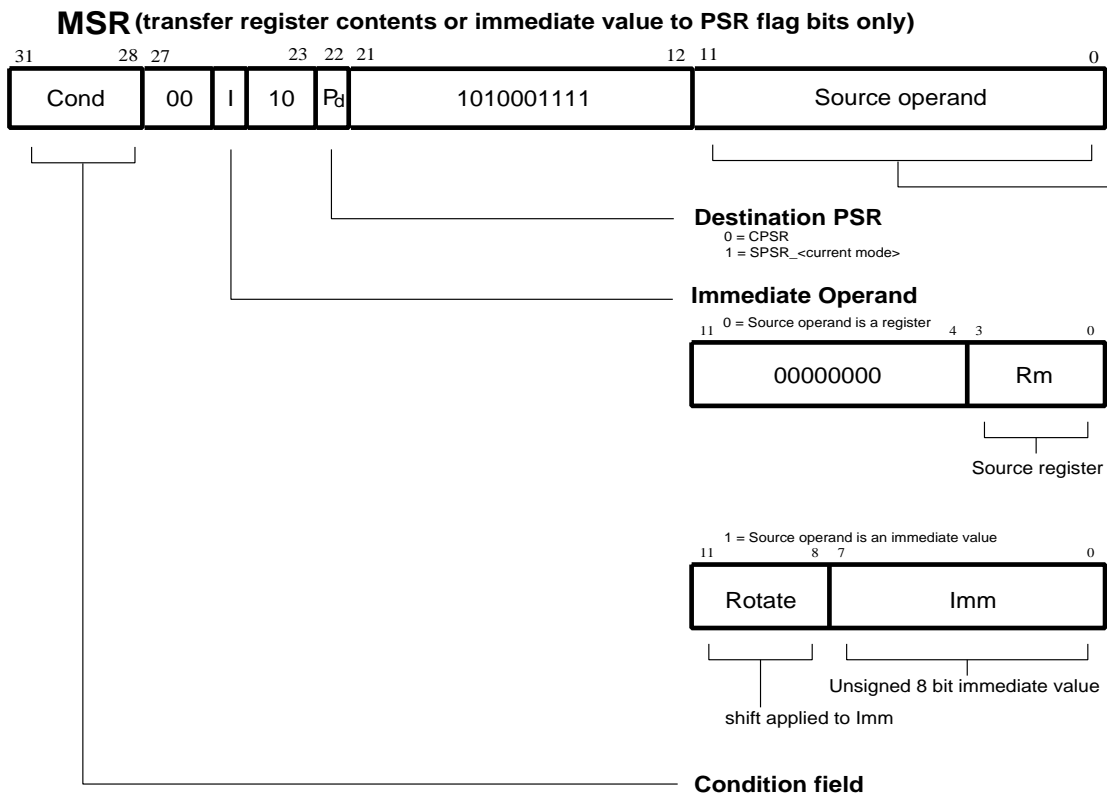 MSR (transfer register contents or immediate value to PSR flag bits only)
31 28 27 23 22 21 12 11 0
Cond 00 I 10 Pd 1010001111 Source operand
Destination PSR
0 = CPSR
1 = SPSR_<current mode>
Immediate Operand
0 = Source operand is a register
11 4 3 0
00000000 Rm
Source register
1 = Source operand is an immediate value
11 8 7 0
Rotate Imm
Unsigned 8 bit immediate value
shift applied to Imm
Condition field